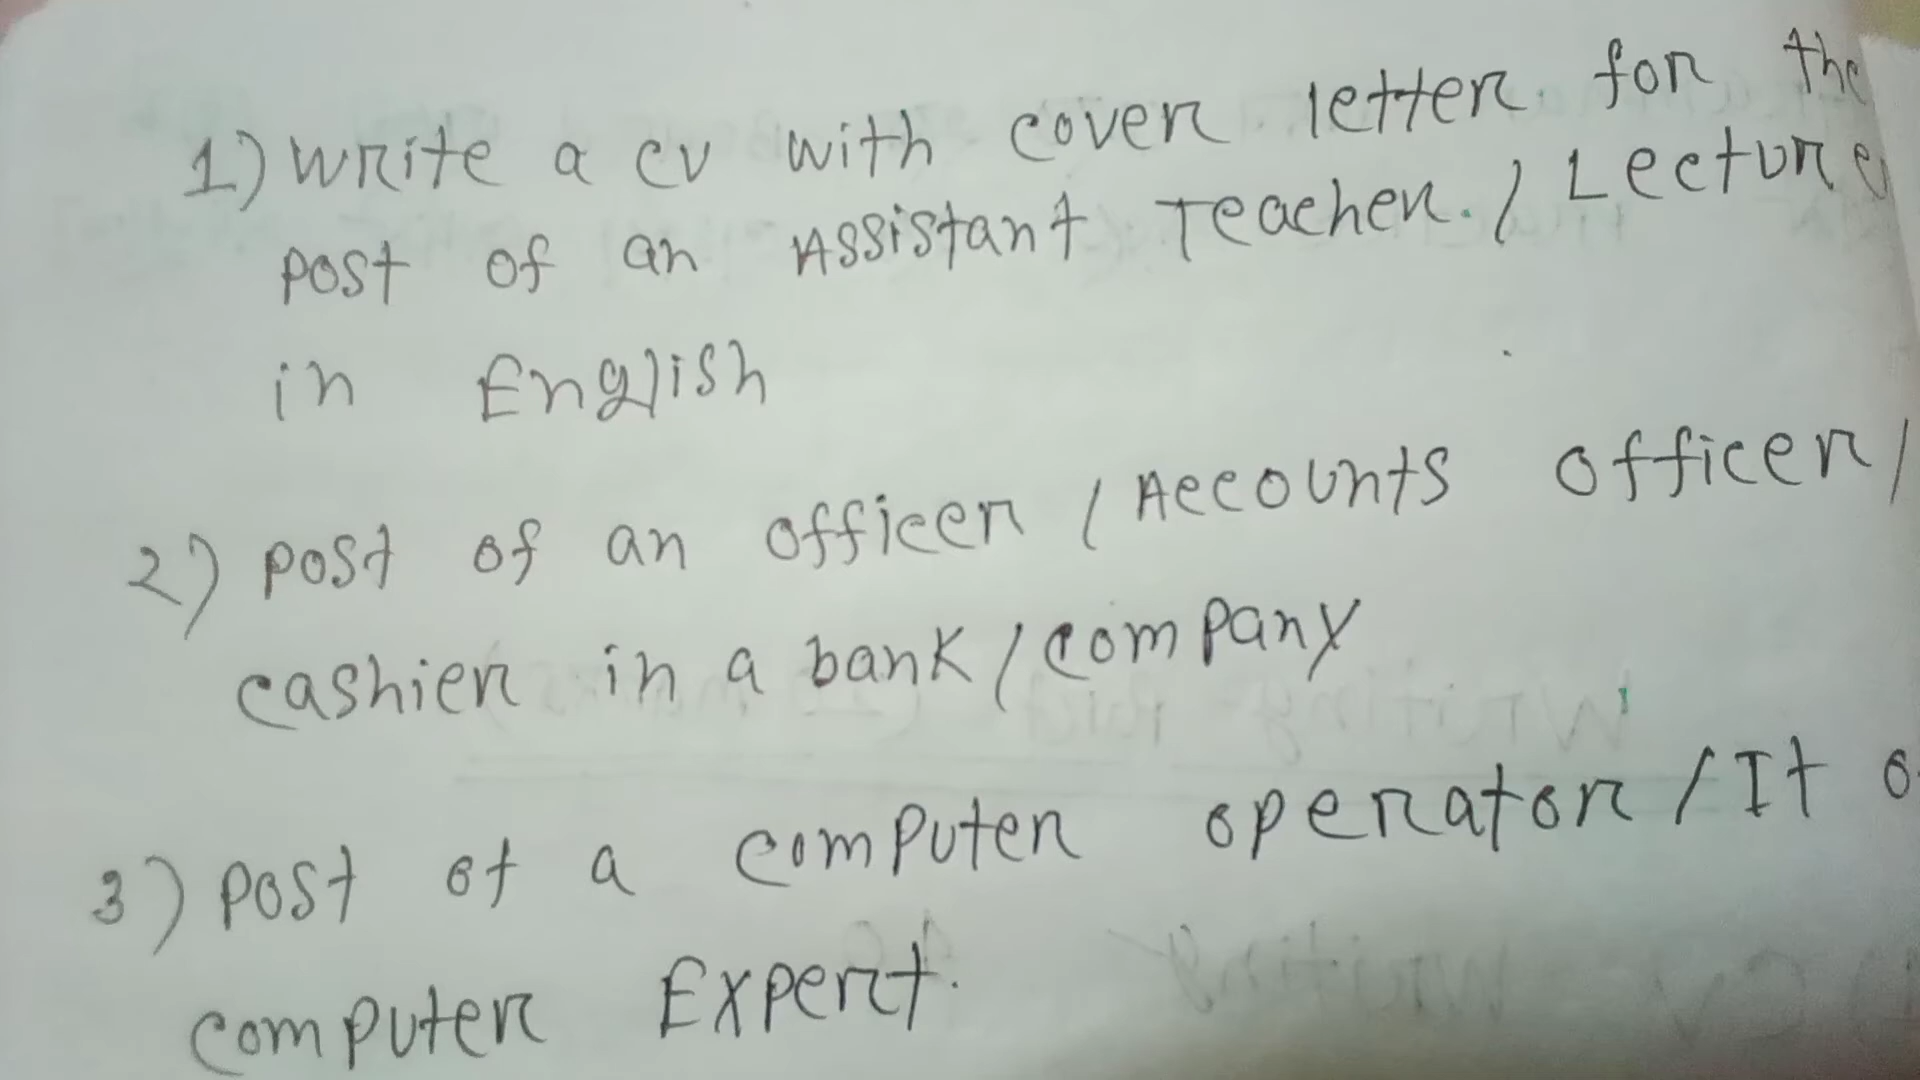 1) Write a cv with cover letter for the
post of an Assistant Teacher. / Lecture
in English
2) post of an officer / Accounts officer /
cashier in a bank / company
3) post of a computer operator / It
computer Expert.